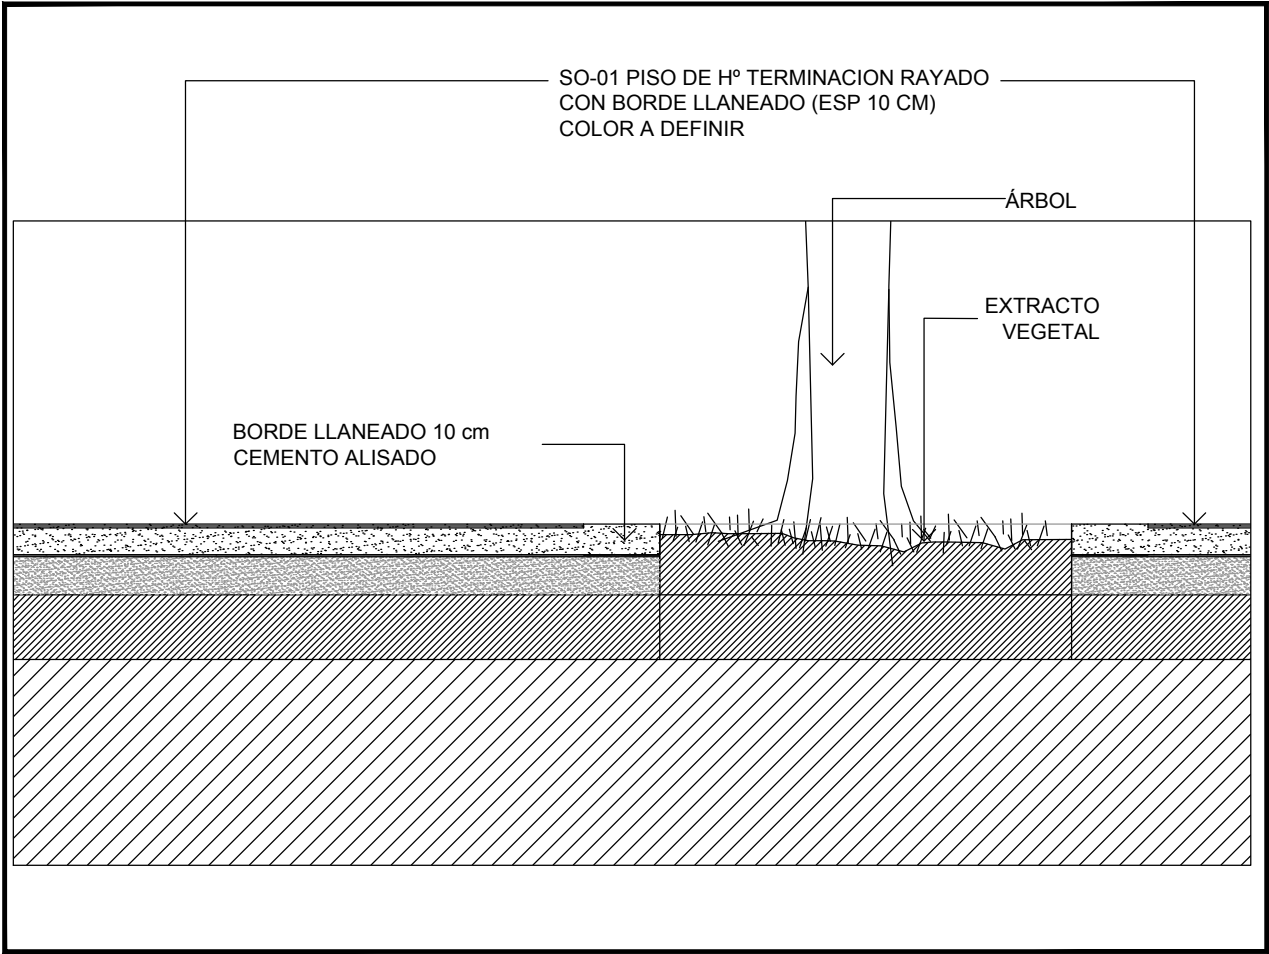 SO-01 PISO DE Hº TERMINACION RAYADO
CON BORDE LLANEADO (ESP 10 CM)
COLOR A DEFINIR
ÁRBOL
EXTRACTO
VEGETAL
BORDE LLANEADO 10 cm
CEMENTO ALISADO